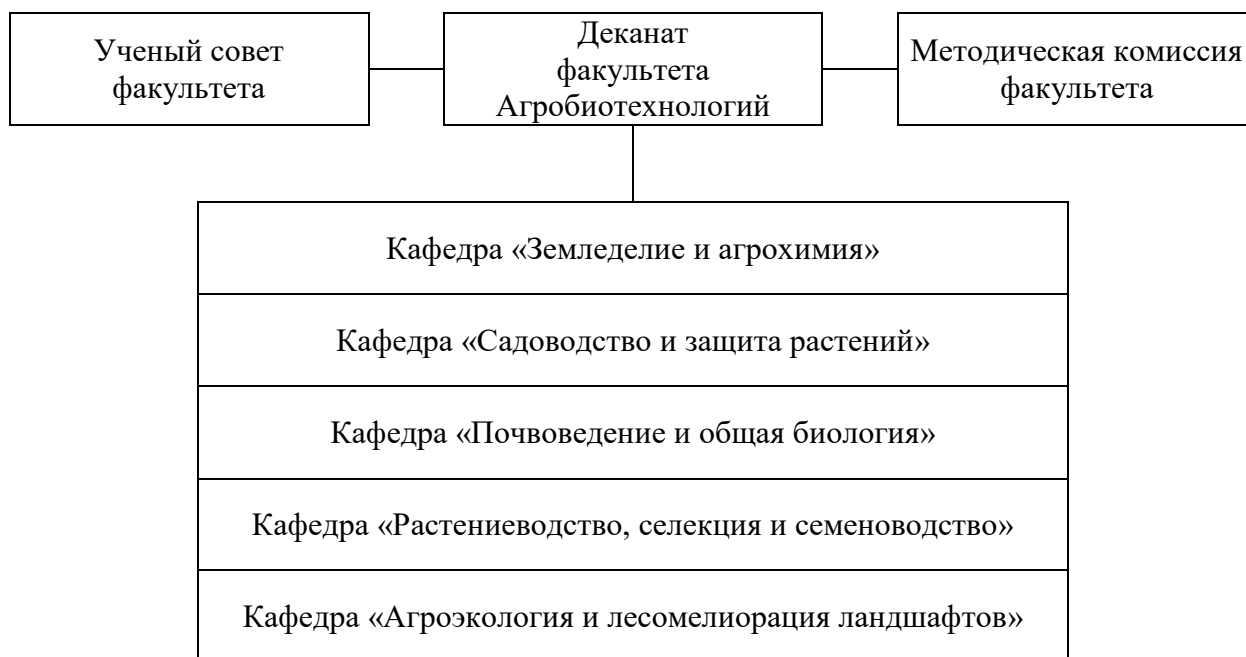 Ученый совет
факультета
Деканат
факультета
Агробиотехнологий
Методическая комиссия
факультета
Кафедра «Земледелие и агрохимия»
Кафедра «Садоводство и защита растений»
Кафедра «Почвоведение и общая биология»
Кафедра «Растениеводство, селекция и семеноводство»
Кафедра «Агроэкология и лесомелиорация ландшафтов»